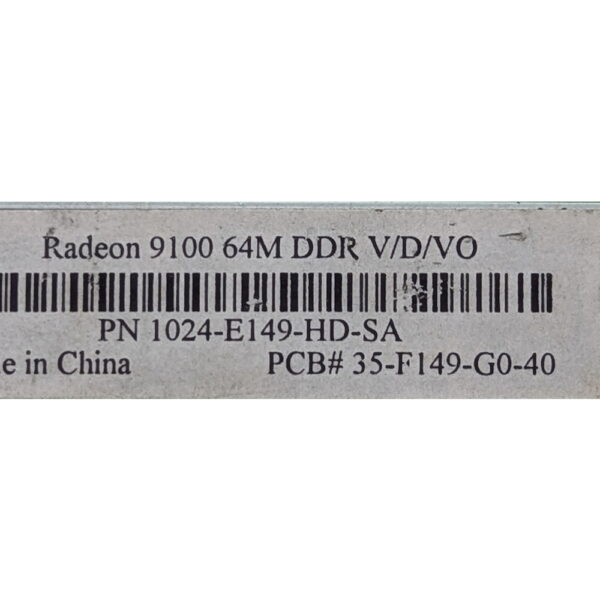 Radeon 9100 64M DDR V/D/VO
PN 1024-E149-HD-SA
e in China
PCB# 35-F149-G0-40